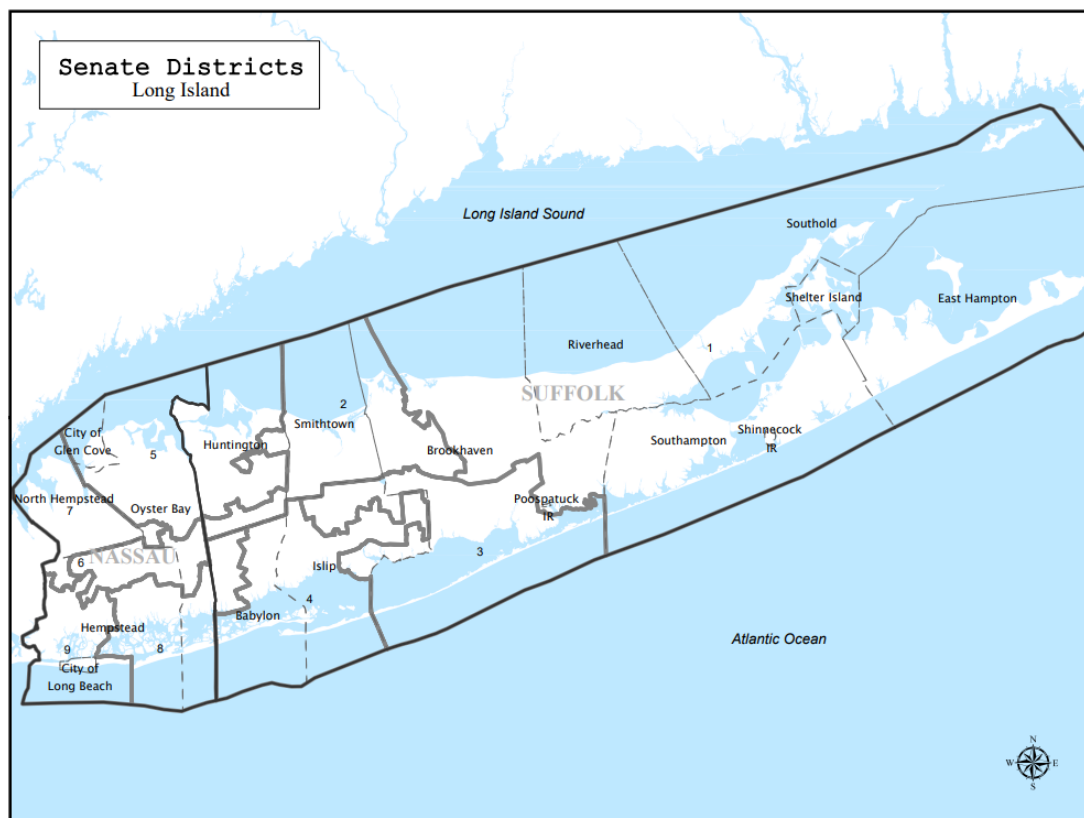 Senate Districts
Long Island
Long Island Sound
Southold
Shelter Island
East Hampton
Riverhead
1
SUFFOLK
2
Smithtown
City of
Glen Cove
Huntington
5
Brookhaven
Southampton
Shinnecock
IR
North Hempstead
7
Oyster Bay
Poospatuck
IR
NASSAU
6
3
Islip
4
Babylon
Hempstead
8
9
City of
Long Beach
Atlantic Ocean
N
W
E
S